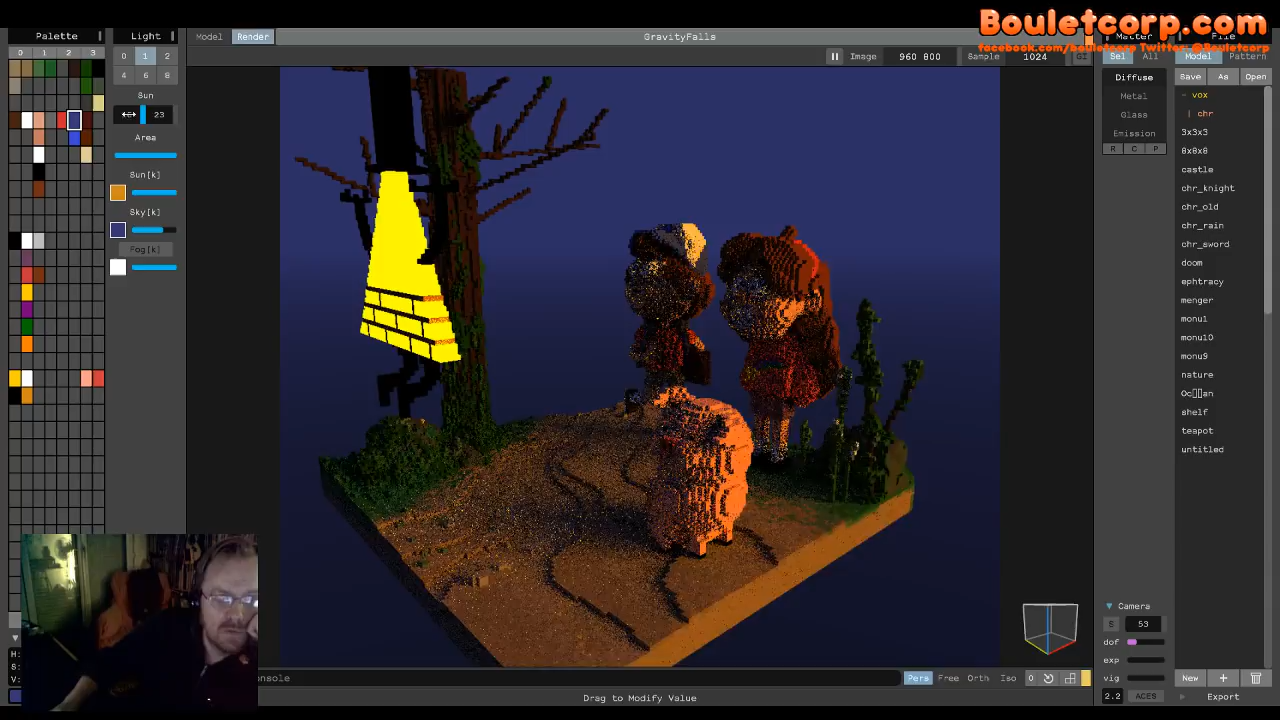 Bouletcorp.com
facebook.com/bouletcorp Twitter @Bouletcorp
Palette
Light
Model
Render
GravityFalls
File
0 1 2 3
0 1 2
4 6 8
Image 960 800 Sample 1024
Sel All
Model Pattern
Diffuse
Metal
Glass
Emission
R C P
Save As Open
- vox
| chr
3x3x3
8x8x8
castle
chr_knight
chr_old
chr_rain
chr_sword
doom
ephtracy
menger
monu1
monu10
monu9
nature
shelf
teapot
untitled
Sun
23
Area
Sun[k]
Sky[k]
Fog[k]
H:
S:
V:
Camera
S 53
dof
exp
vig
2.2 ACES
onsole
Pers Free Orth Iso 0
New +
Export
Drag to Modify Value